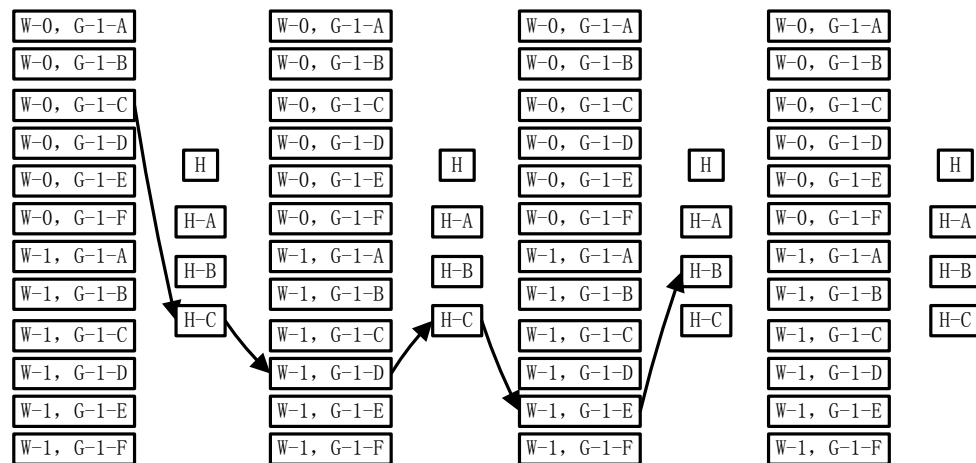 W-0, G-1-A W-0, G-1-A W-0, G-1-A W-0, G-1-A
W-0, G-1-B W-0, G-1-B W-0, G-1-B W-0, G-1-B
W-0, G-1-C W-0, G-1-C W-0, G-1-C W-0, G-1-C
W-0, G-1-D W-0, G-1-D W-0, G-1-D W-0, G-1-D
H H H H
W-0, G-1-E W-0, G-1-E W-0, G-1-E W-0, G-1-E
W-0, G-1-F H-A W-0, G-1-F H-A W-0, G-1-F H-A W-0, G-1-F H-A
W-1, G-1-A W-1, G-1-A W-1, G-1-A W-1, G-1-A
H-B H-B H-B H-B
W-1, G-1-B W-1, G-1-B W-1, G-1-B W-1, G-1-B
H-C H-C H-C H-C
W-1, G-1-C W-1, G-1-C W-1, G-1-C W-1, G-1-C
W-1, G-1-D W-1, G-1-D W-1, G-1-D W-1, G-1-D
W-1, G-1-E W-1, G-1-E W-1, G-1-E W-1, G-1-E
W-1, G-1-F W-1, G-1-F W-1, G-1-F W-1, G-1-F